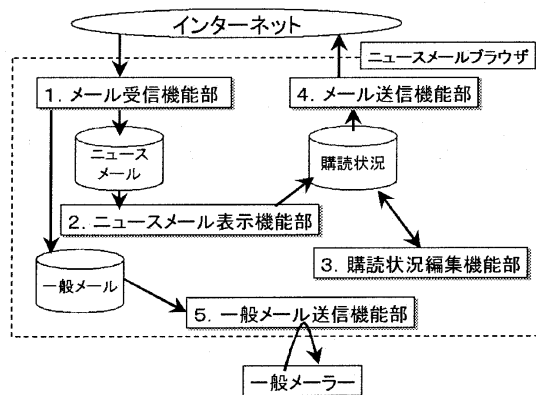 インターネット
ニュースメールブラウザ
1. メール受信機能部
4. メール送信機能部
ニュース
メール
購読状況
2. ニュースメール表示機能部
3. 購読状況編集機能部
一般メール
5. 一般メール送信機能部
一般メーラー